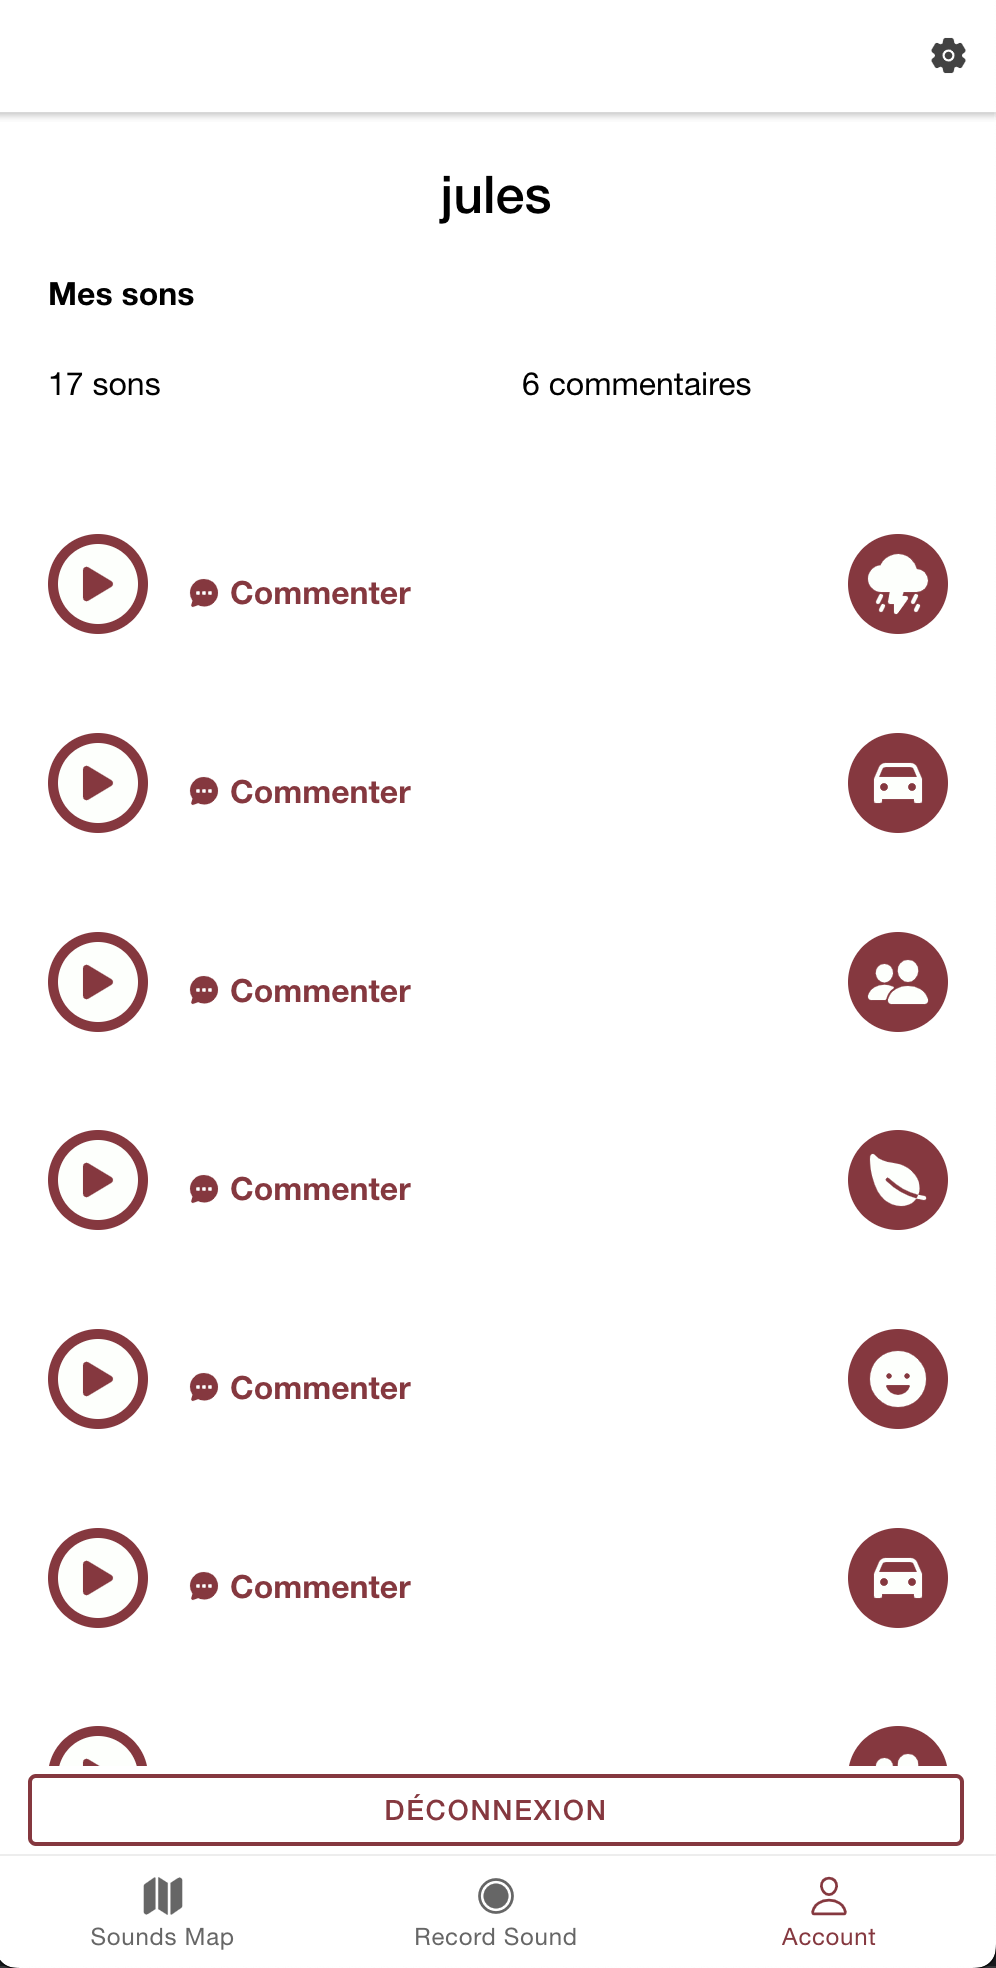 jules
Mes sons
17 sons 6 commentaires
Commenter
Commenter
Commenter
Commenter
Commenter
Commenter
DÉCONNEXION
Sounds Map Record Sound Account